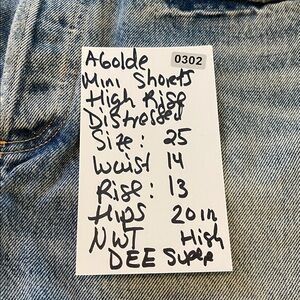 AGolde 0302
Mini Shorts
High Rise
Distressed
Size: 25
Waist 14
Rise: 13
Hips 20in
NWT High
DEE Super